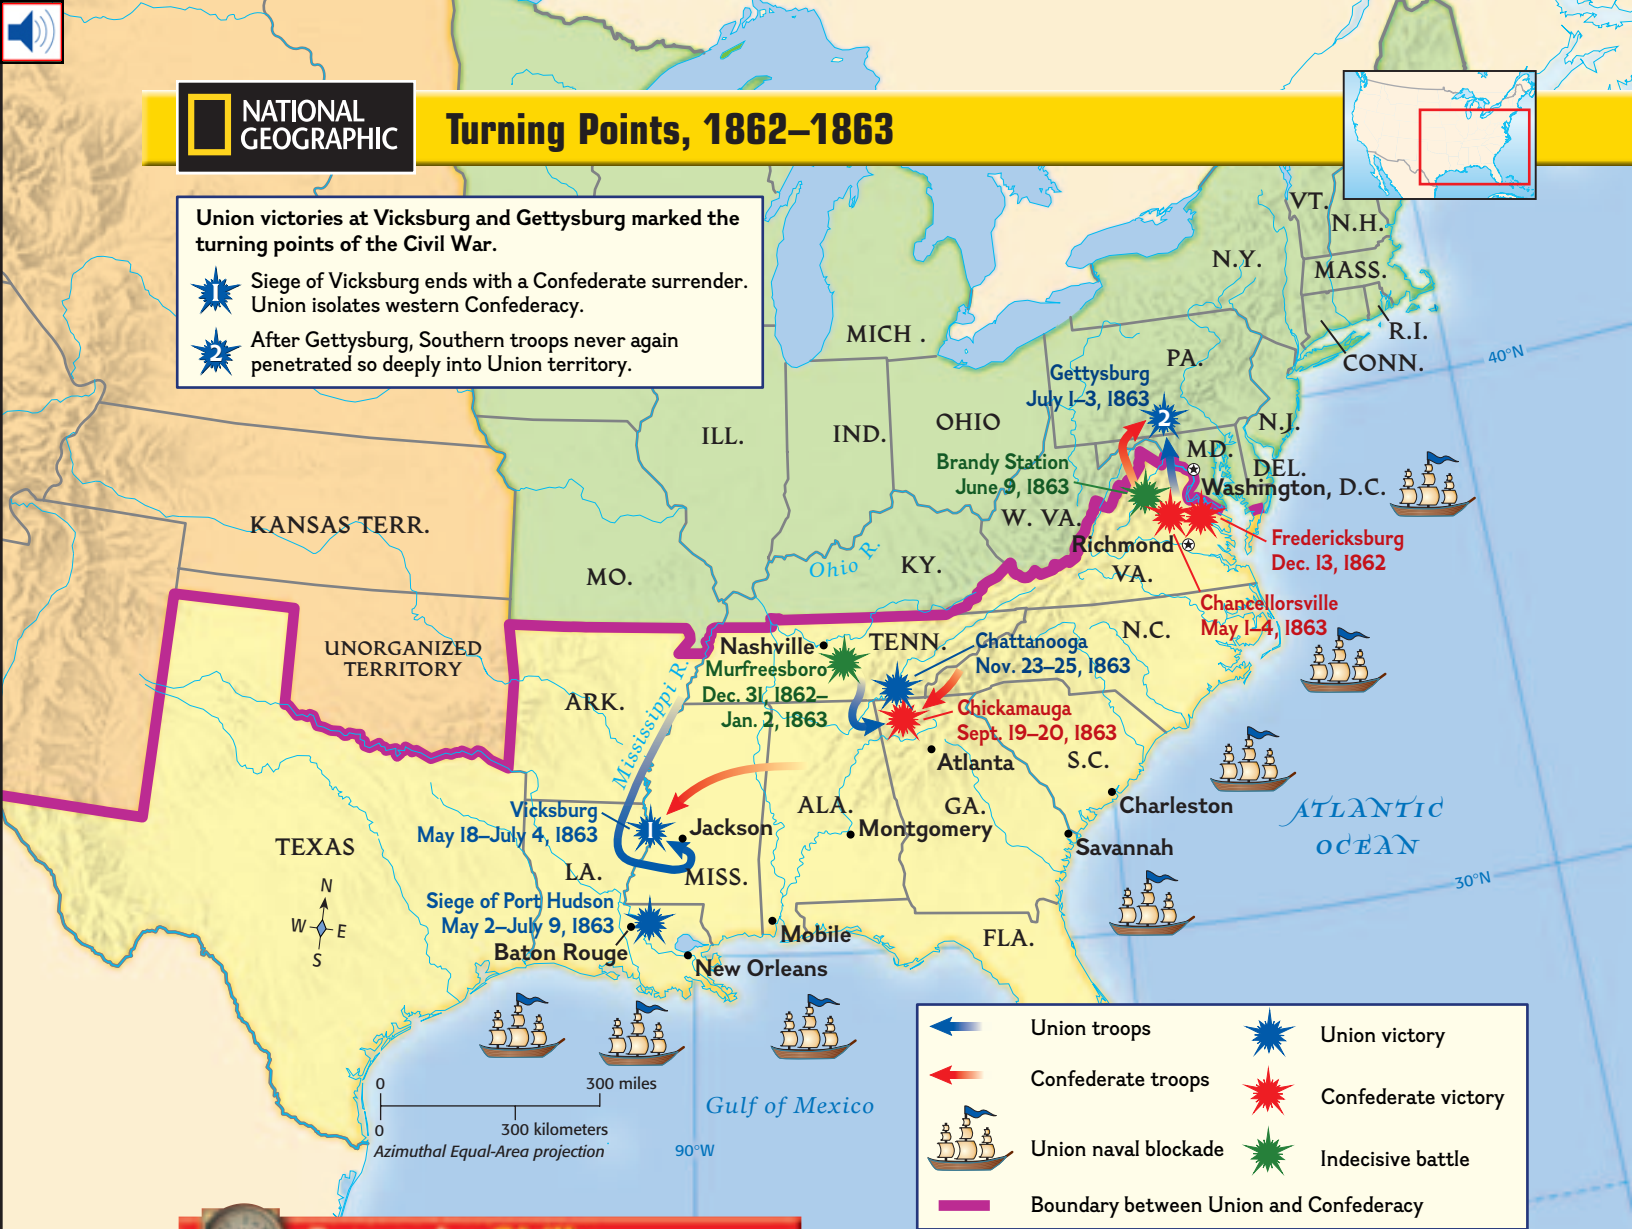 NATIONAL
GEOGRAPHIC
Turning Points, 1862–1863
Union victories at Vicksburg and Gettysburg marked the
turning points of the Civil War.
1
Siege of Vicksburg ends with a Confederate surrender.
Union isolates western Confederacy.
2
After Gettysburg, Southern troops never again
penetrated so deeply into Union territory.
VT.
N.H.
N.Y.
MASS.
R.I.
CONN.
40°N
MICH .
PA.
Gettysburg
July 1–3, 1863
2
N.J.
ILL.
IND.
OHIO
MD.
DEL.
Brandy Station
June 9, 1863
Washington, D.C.
W. VA.
Richmond
VA.
Fredericksburg
Dec. 13, 1862
Chancellorsville
May 1–4, 1863
KANSAS TERR.
MO.
Ohio R.
KY.
UNORGANIZED
TERRITORY
Nashville
TENN.
N.C.
Murfreesboro
Dec. 31, 1862–
Jan. 2, 1863
Chattanooga
Nov. 23–25, 1863
ARK.
Mississippi R.
Chickamauga
Sept. 19–20, 1863
Atlanta
S.C.
Vicksburg
May 18–July 4, 1863
1
Jackson
ALA.
Montgomery
GA.
Charleston
Savannah
ATLANTIC
OCEAN
TEXAS
LA.
MISS.
30°N
N
W
E
S
Siege of Port Hudson
May 2–July 9, 1863
Baton Rouge
New Orleans
Mobile
FLA.
0
300 miles
0
300 kilometers
Azimuthal Equal-Area projection
Gulf of Mexico
90°W
Union troops
Union victory
Confederate troops
Confederate victory
Union naval blockade
Indecisive battle
Boundary between Union and Confederacy